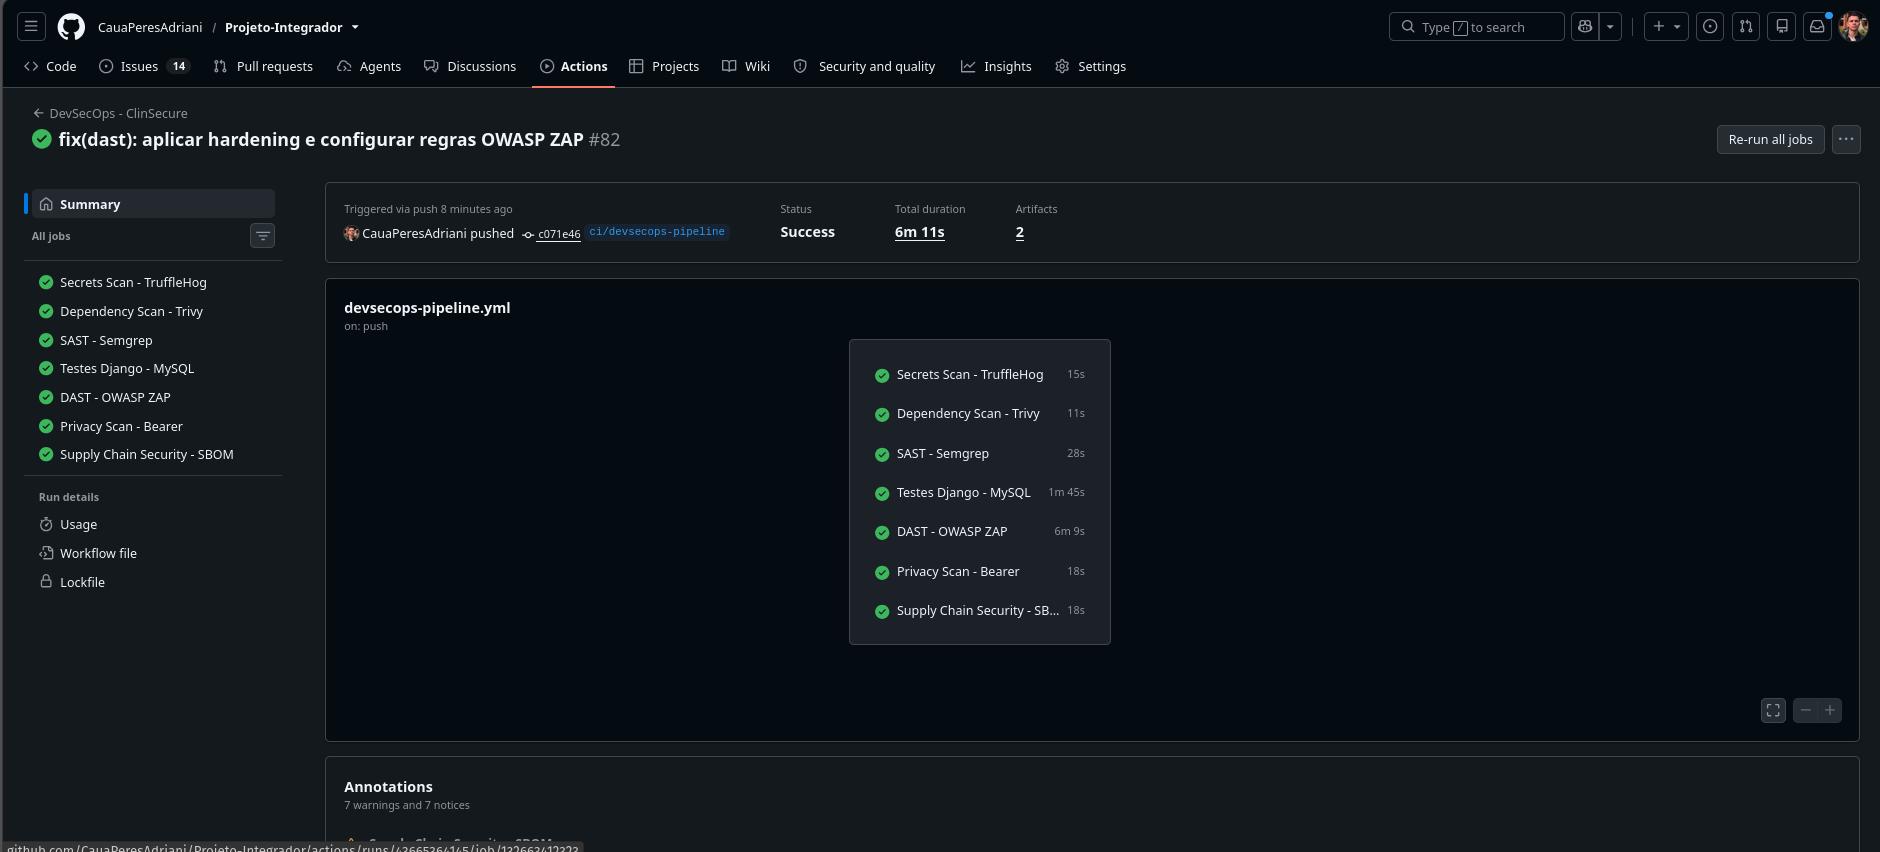 CauaPeresAdriani / Projeto-Integrador
Type / to search
Code
Issues 14
Pull requests
Agents
Discussions
Actions
Projects
Wiki
Security and quality
Insights
Settings
DevSecOps - ClinSecure
fix(dast): aplicar hardening e configurar regras OWASP ZAP #82
Re-run all jobs
Summary
All jobs
Secrets Scan - TruffleHog
Dependency Scan - Trivy
SAST - Semgrep
Testes Django - MySQL
DAST - OWASP ZAP
Privacy Scan - Bearer
Supply Chain Security - SBOM
Run details
Usage
Workflow file
Lockfile
Triggered via push 8 minutes ago
CauaPeresAdriani pushed c071e46 ci/devsecops-pipeline
Status
Success
Total duration
6m 11s
Artifacts
2
devsecops-pipeline.yml
on: push
Secrets Scan - TruffleHog 15s
Dependency Scan - Trivy 11s
SAST - Semgrep 28s
Testes Django - MySQL 1m 45s
DAST - OWASP ZAP 6m 9s
Privacy Scan - Bearer 18s
Supply Chain Security - SB... 18s
Annotations
7 warnings and 7 notices
Supply Chain Security - SBOM